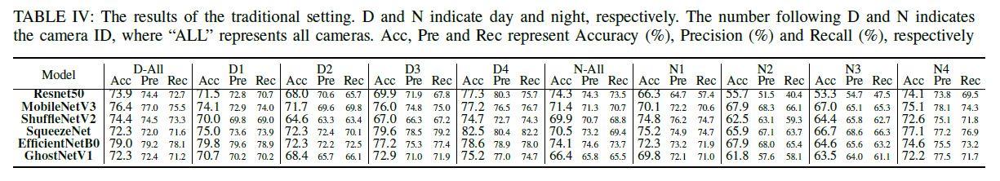 TABLE IV: The results of the traditional setting. D and N indicate day and night, respectively. The number following D and N indicates
the camera ID, where “ALL” represents all cameras. Acc, Pre and Rec represent Accuracy (%), Precision (%) and Recall (%), respectively
Model D-All D1 D2 D3 D4 N-All N1 N2 N3 N4
Acc Pre Rec Acc Pre Rec Acc Pre Rec Acc Pre Rec Acc Pre Rec Acc Pre Rec Acc Pre Rec Acc Pre Rec Acc Pre Rec Acc Pre Rec
Resnet50 73.9 74.4 72.7 71.5 72.8 70.7 68.0 70.6 65.7 69.9 71.9 67.8 77.3 80.3 75.7 74.3 74.3 73.5 66.3 64.7 57.4 55.7 51.5 40.4 53.3 54.7 47.5 74.1 73.8 69.5
MobileNetV3 76.4 77.0 75.5 74.1 72.9 74.0 71.7 69.6 69.8 76.0 74.8 75.0 77.2 76.5 76.7 71.4 71.3 70.7 70.1 72.2 70.6 67.9 68.3 66.1 67.0 65.1 65.3 75.1 78.1 74.3
ShuffleNetV2 74.4 74.5 73.3 70.0 69.8 69.0 64.6 63.3 63.4 67.0 66.3 67.2 74.7 72.7 74.3 69.9 70.7 68.8 74.8 76.2 74.7 62.5 63.1 59.3 64.4 65.8 62.7 72.6 75.1 71.8
SqueezeNet 72.3 72.0 71.6 75.0 73.6 73.9 72.3 72.4 70.1 79.6 78.5 79.2 82.5 80.4 82.2 70.5 73.2 69.4 75.2 74.9 74.7 65.9 67.1 63.7 66.7 68.6 66.3 77.1 77.2 76.9
EfficientNetB0 79.0 79.2 78.1 79.8 79.6 78.9 72.3 72.2 72.5 77.2 75.3 77.4 78.6 78.9 78.0 74.1 74.6 73.7 72.3 73.2 71.9 67.9 68.0 65.4 64.6 65.6 63.2 74.6 75.5 73.2
GhostNetV1 72.3 72.4 71.2 70.7 70.2 70.2 68.4 65.7 66.1 72.9 71.0 71.9 75.2 77.0 74.7 66.4 65.8 65.5 69.8 72.1 71.0 61.8 57.6 58.1 63.5 64.0 61.1 72.2 77.5 71.7